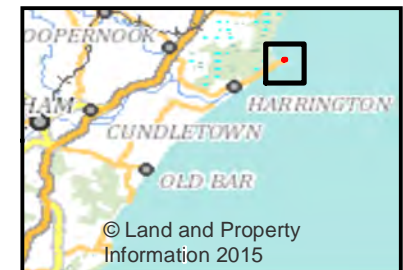 OOPERNOOK
HARRINGTON
HAM
CUNDLETOWN
OLD BAR
© Land and Property
Information 2015